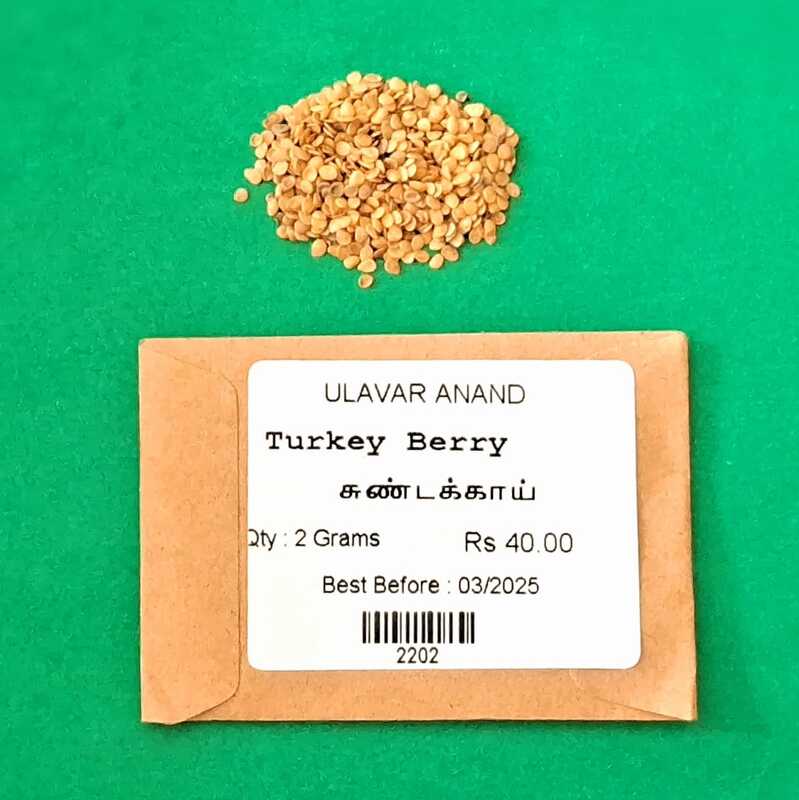 ULAVAR ANAND
Turkey Berry
சுண்டக்காய்
Qty : 2 Grams Rs 40.00
Best Before : 03/2025
2202